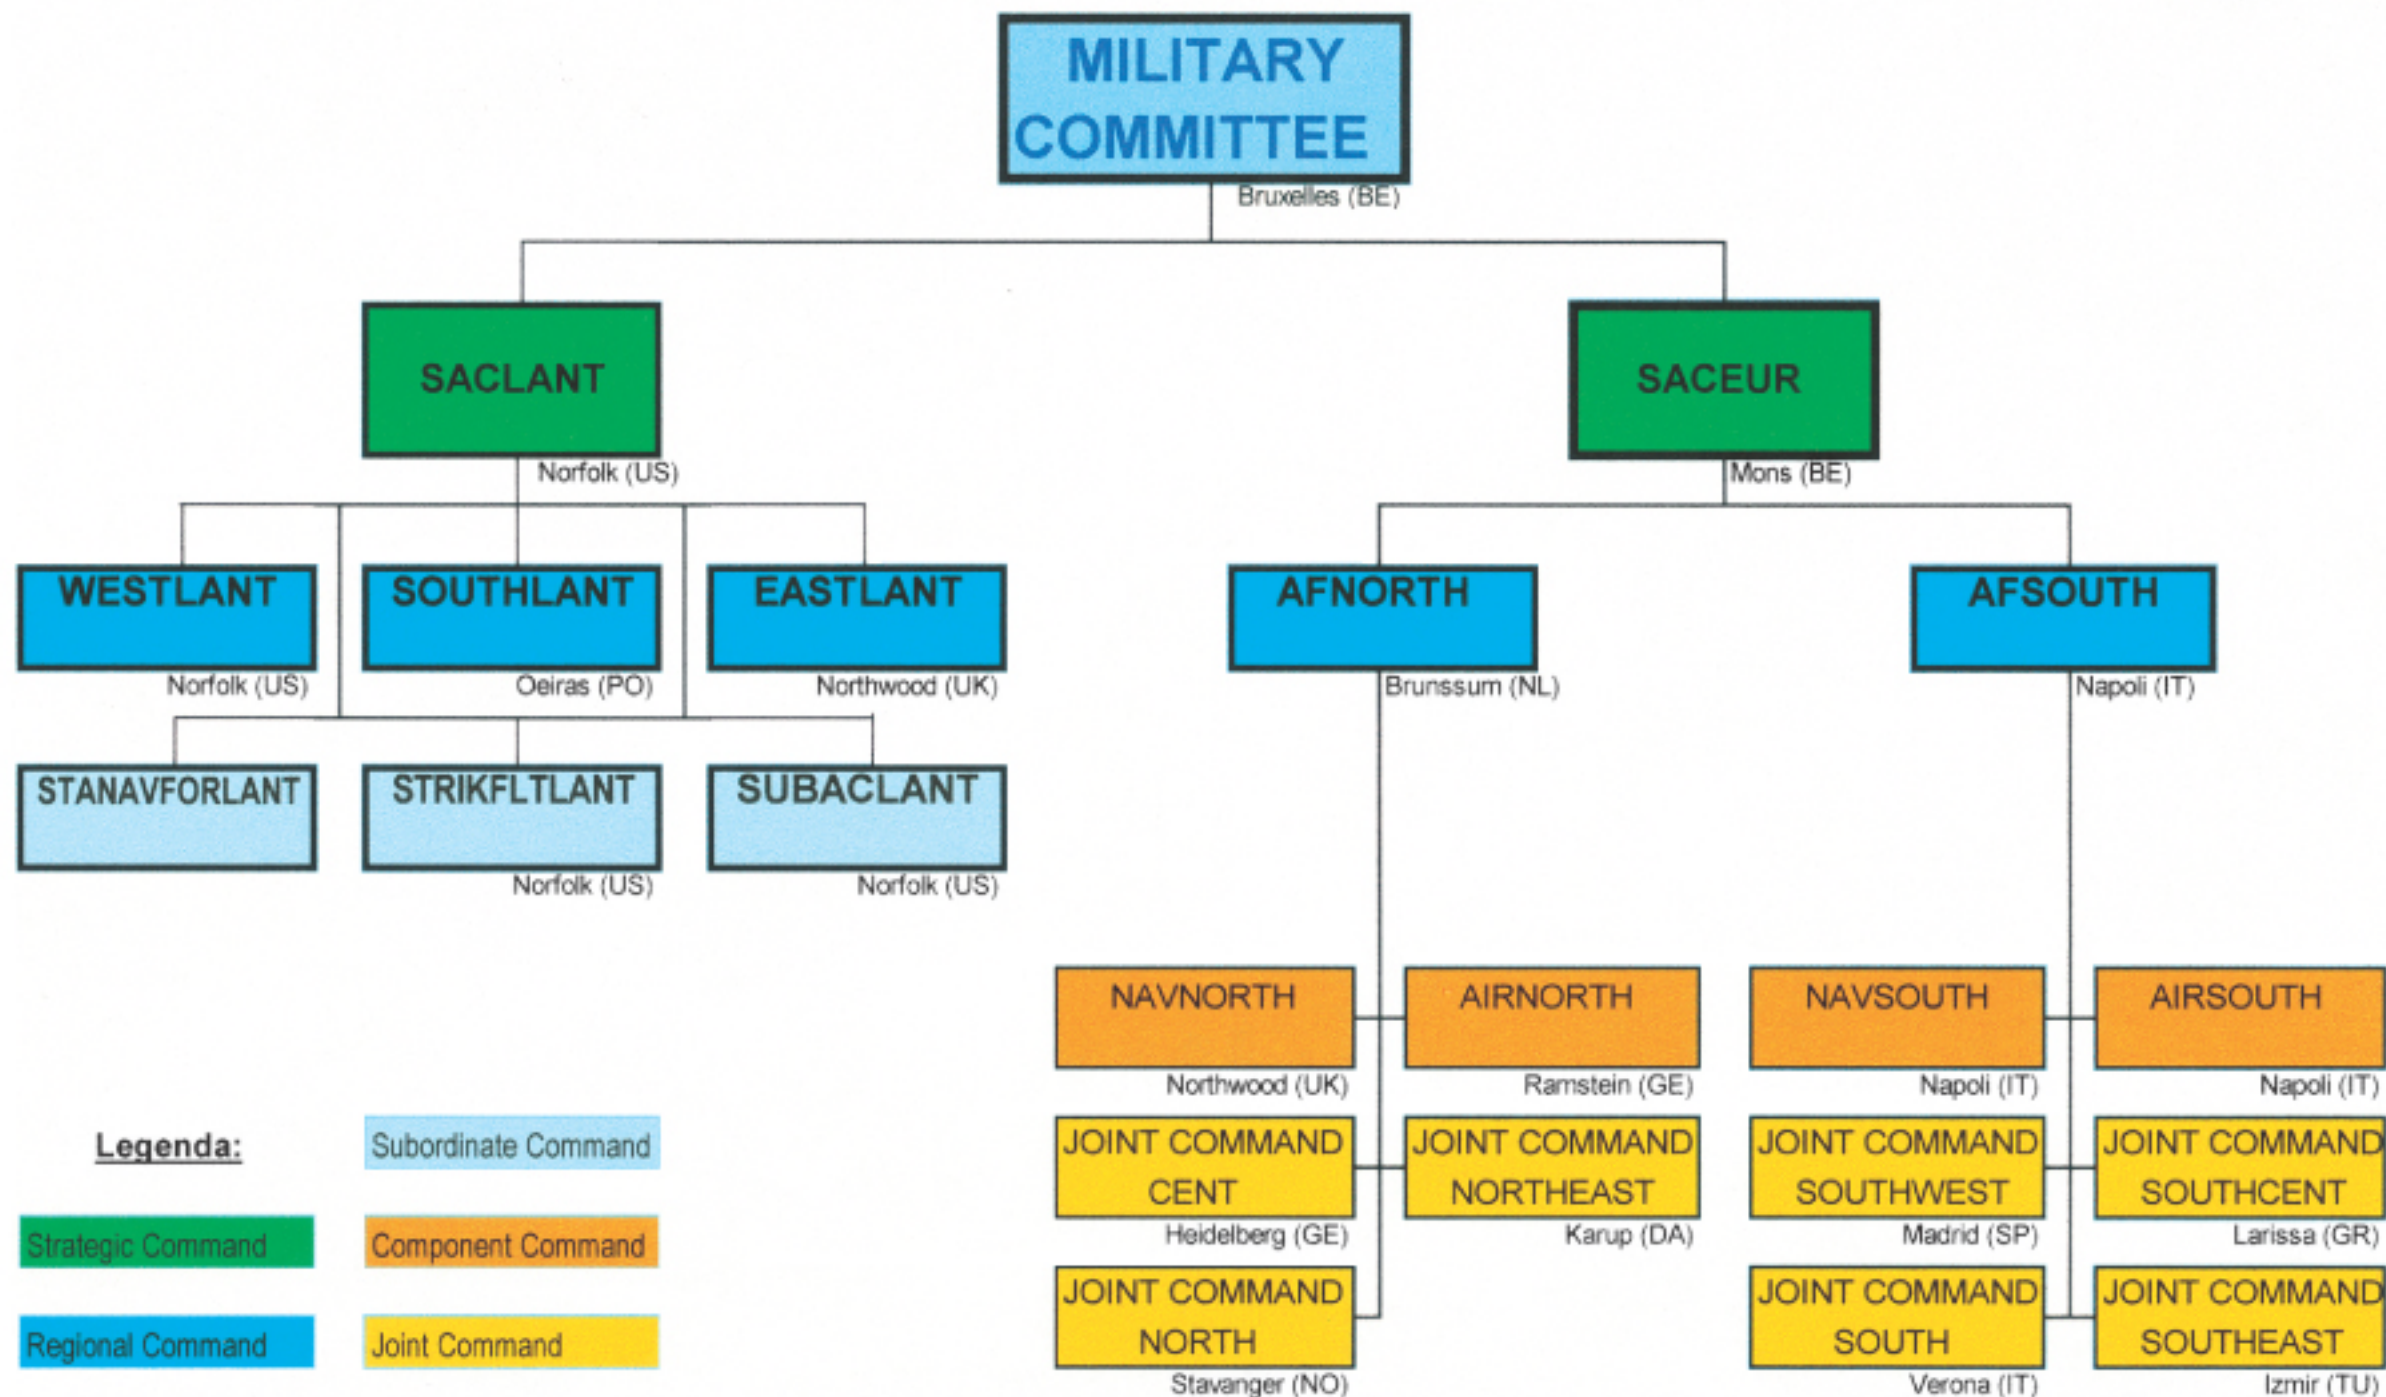 MILITARY
COMMITTEE
Bruxelles (BE)
SACLANT
SACEUR
Norfolk (US)
Mons (BE)
WESTLANT
SOUTHLANT
EASTLANT
AFNORTH
AFSOUTH
Norfolk (US)
Oeiras (PO)
Northwood (UK)
Brunssum (NL)
Napoli (IT)
STANAVFORLANT
STRIKFLTLANT
SUBACLANT
Norfolk (US)
Norfolk (US)
NAVNORTH
AIRNORTH
NAVSOUTH
AIRSOUTH
Northwood (UK)
Ramstein (GE)
Napoli (IT)
Napoli (IT)
JOINT COMMAND
CENT
JOINT COMMAND
NORTHEAST
JOINT COMMAND
SOUTHWEST
JOINT COMMAND
SOUTHCENT
Heidelberg (GE)
Karup (DA)
Madrid (SP)
Larissa (GR)
JOINT COMMAND
NORTH
JOINT COMMAND
SOUTH
JOINT COMMAND
SOUTHEAST
Stavanger (NO)
Verona (IT)
Izmir (TU)
Legenda:
Subordinate Command
Strategic Command
Component Command
Regional Command
Joint Command